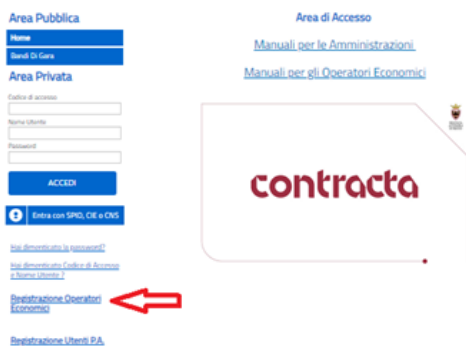 Area Pubblica
Home
Bandi Di Gara
Area Privata
Codice di accesso
Nome Utente
Password
ACCEDI
Entra con SPID, CIE o CNS
Hai dimenticato la password?
Hai dimenticato Codice di Accesso
e Nome Utente ?
Registrazione Operatori
Economici
Registrazione Utenti P.A.
Area di Accesso
Manuali per le Amministrazioni
Manuali per gli Operatori Economici
contracta